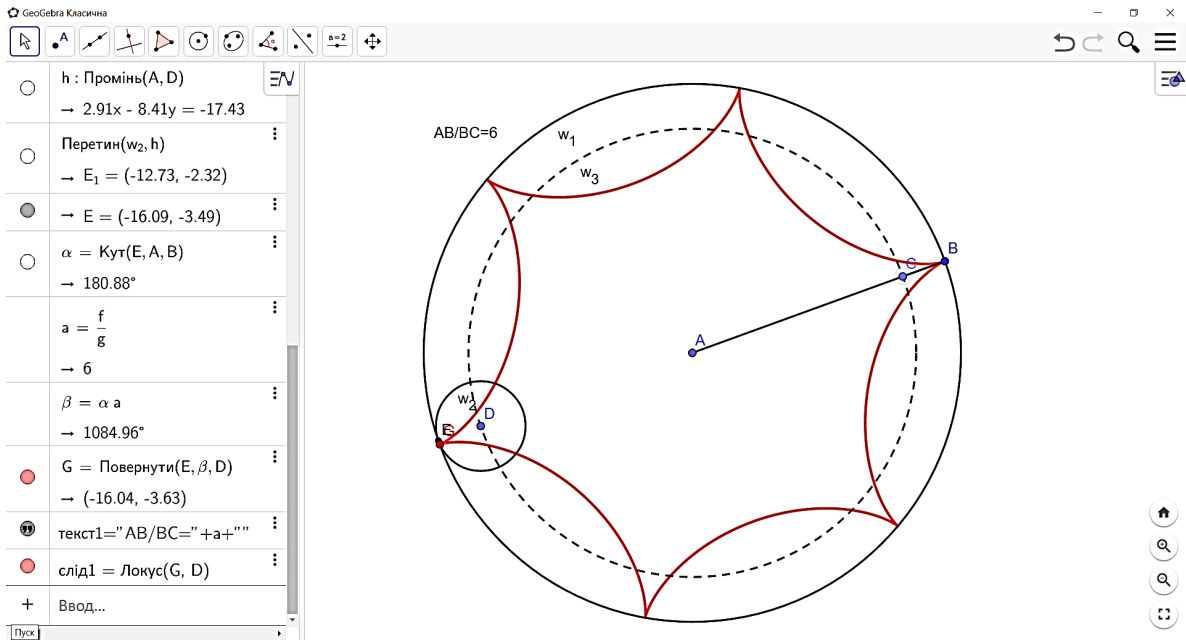 GeoGebra Класична
A
a=2
h : Промінь(A, D)
→ 2.91x - 8.41y = -17.43
Перетин(w₂, h)
→ E₁ = (-12.73, -2.32)
→ E = (-16.09, -3.49)
α = Кут(E, A, B)
→ 180.88°
a = f/g
→ 6
β = α a
→ 1084.96°
G = Повернути(E, β, D)
→ (-16.04, -3.63)
текст1="AB/BC="+a+""
слід1 = Локус(G, D)
Ввод...
Пуск
AB/BC=6
w₁
w₃
B
C
A
w₂
D
E
G